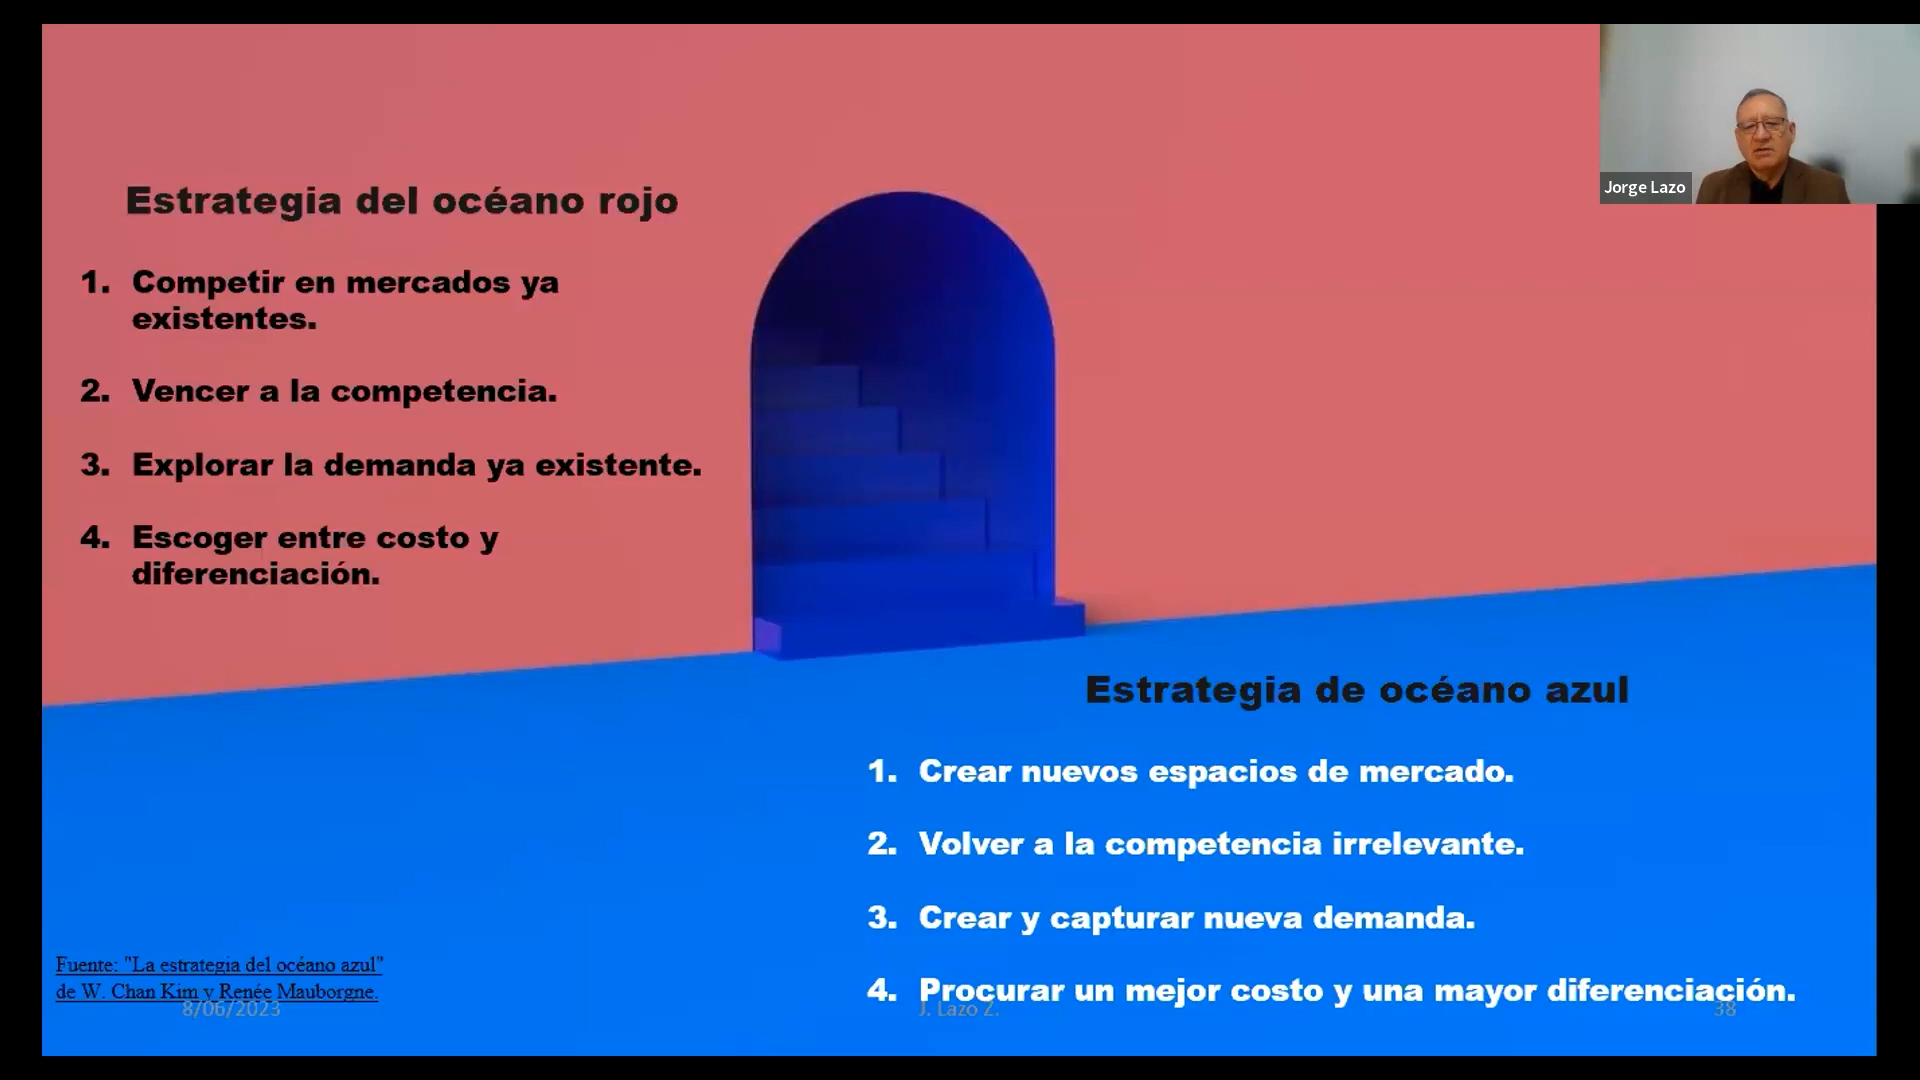 Jorge Lazo
Estrategia del océano rojo
1. Competir en mercados ya
existentes.
2. Vencer a la competencia.
3. Explorar la demanda ya existente.
4. Escoger entre costo y
diferenciación.
Estrategia de océano azul
1. Crear nuevos espacios de mercado.
2. Volver a la competencia irrelevante.
3. Crear y capturar nueva demanda.
4. Procurar un mejor costo y una mayor diferenciación.
Fuente: "La estrategia del océano azul"
de W. Chan Kim y Renée Mauborgne.
8/06/2023
J. Lazo Z.
38